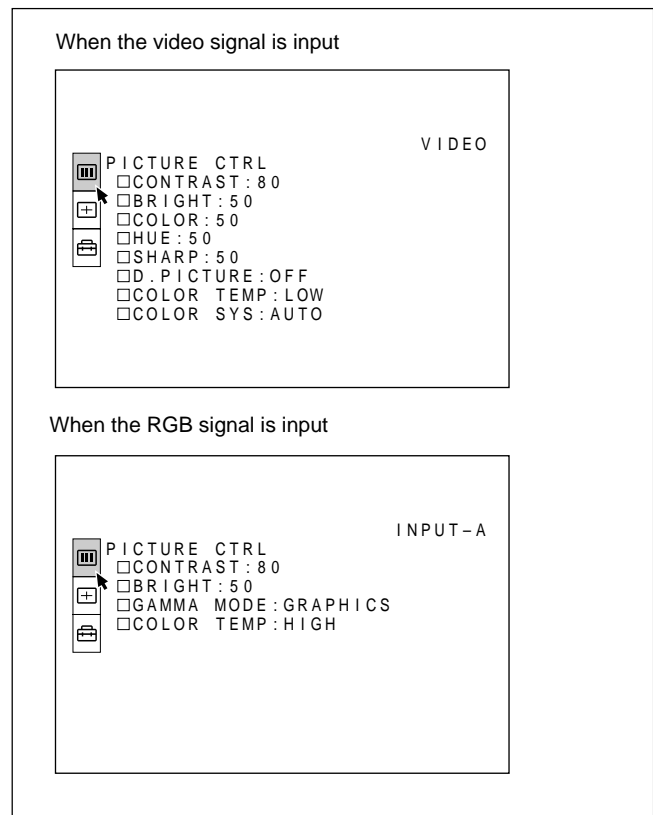 When the video signal is input
VIDEO
PICTURE CTRL
□CONTRAST:80
□BRIGHT:50
□COLOR:50
□HUE:50
□SHARP:50
□D.PICTURE:OFF
□COLOR TEMP:LOW
□COLOR SYS:AUTO
When the RGB signal is input
INPUT–A
PICTURE CTRL
□CONTRAST:80
□BRIGHT:50
□GAMMA MODE:GRAPHICS
□COLOR TEMP:HIGH